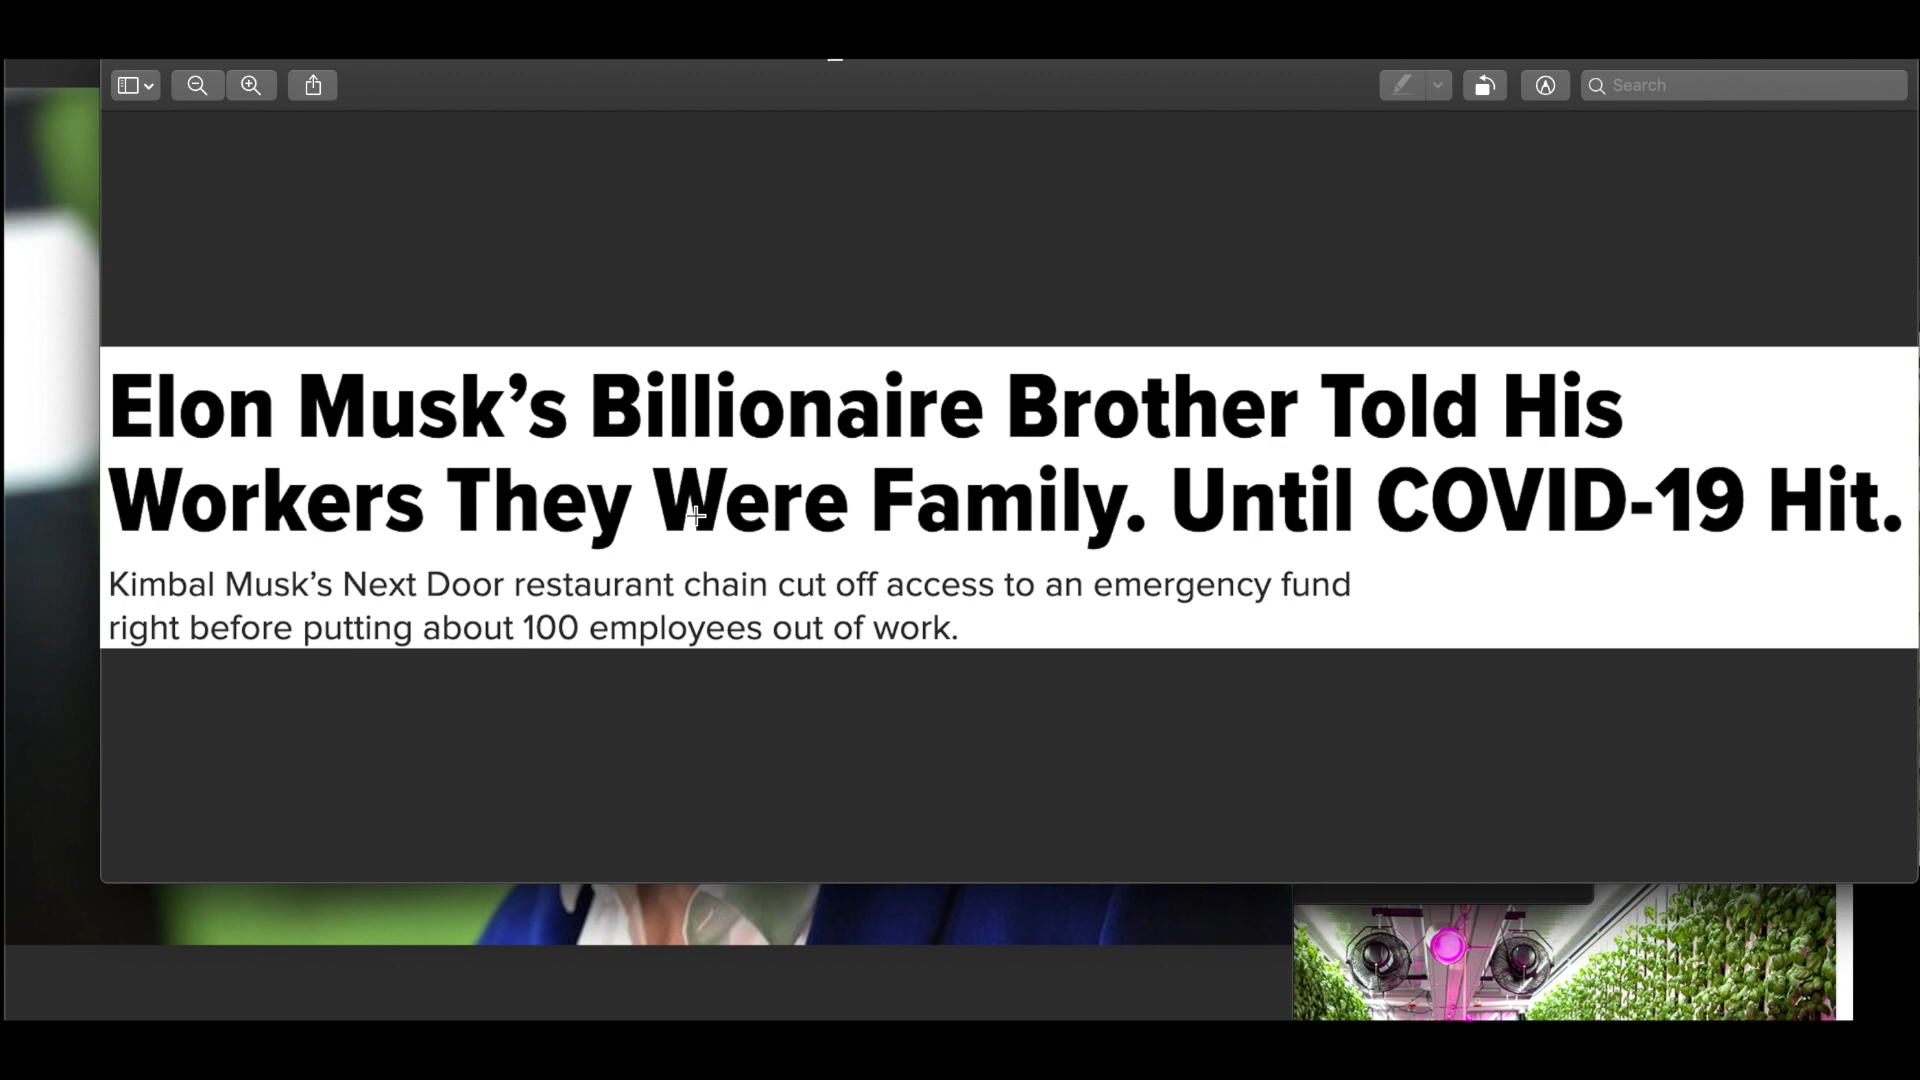 Search
Elon Musk’s Billionaire Brother Told His
Workers They Were Family. Until COVID-19 Hit.
Kimbal Musk’s Next Door restaurant chain cut off access to an emergency fund
right before putting about 100 employees out of work.